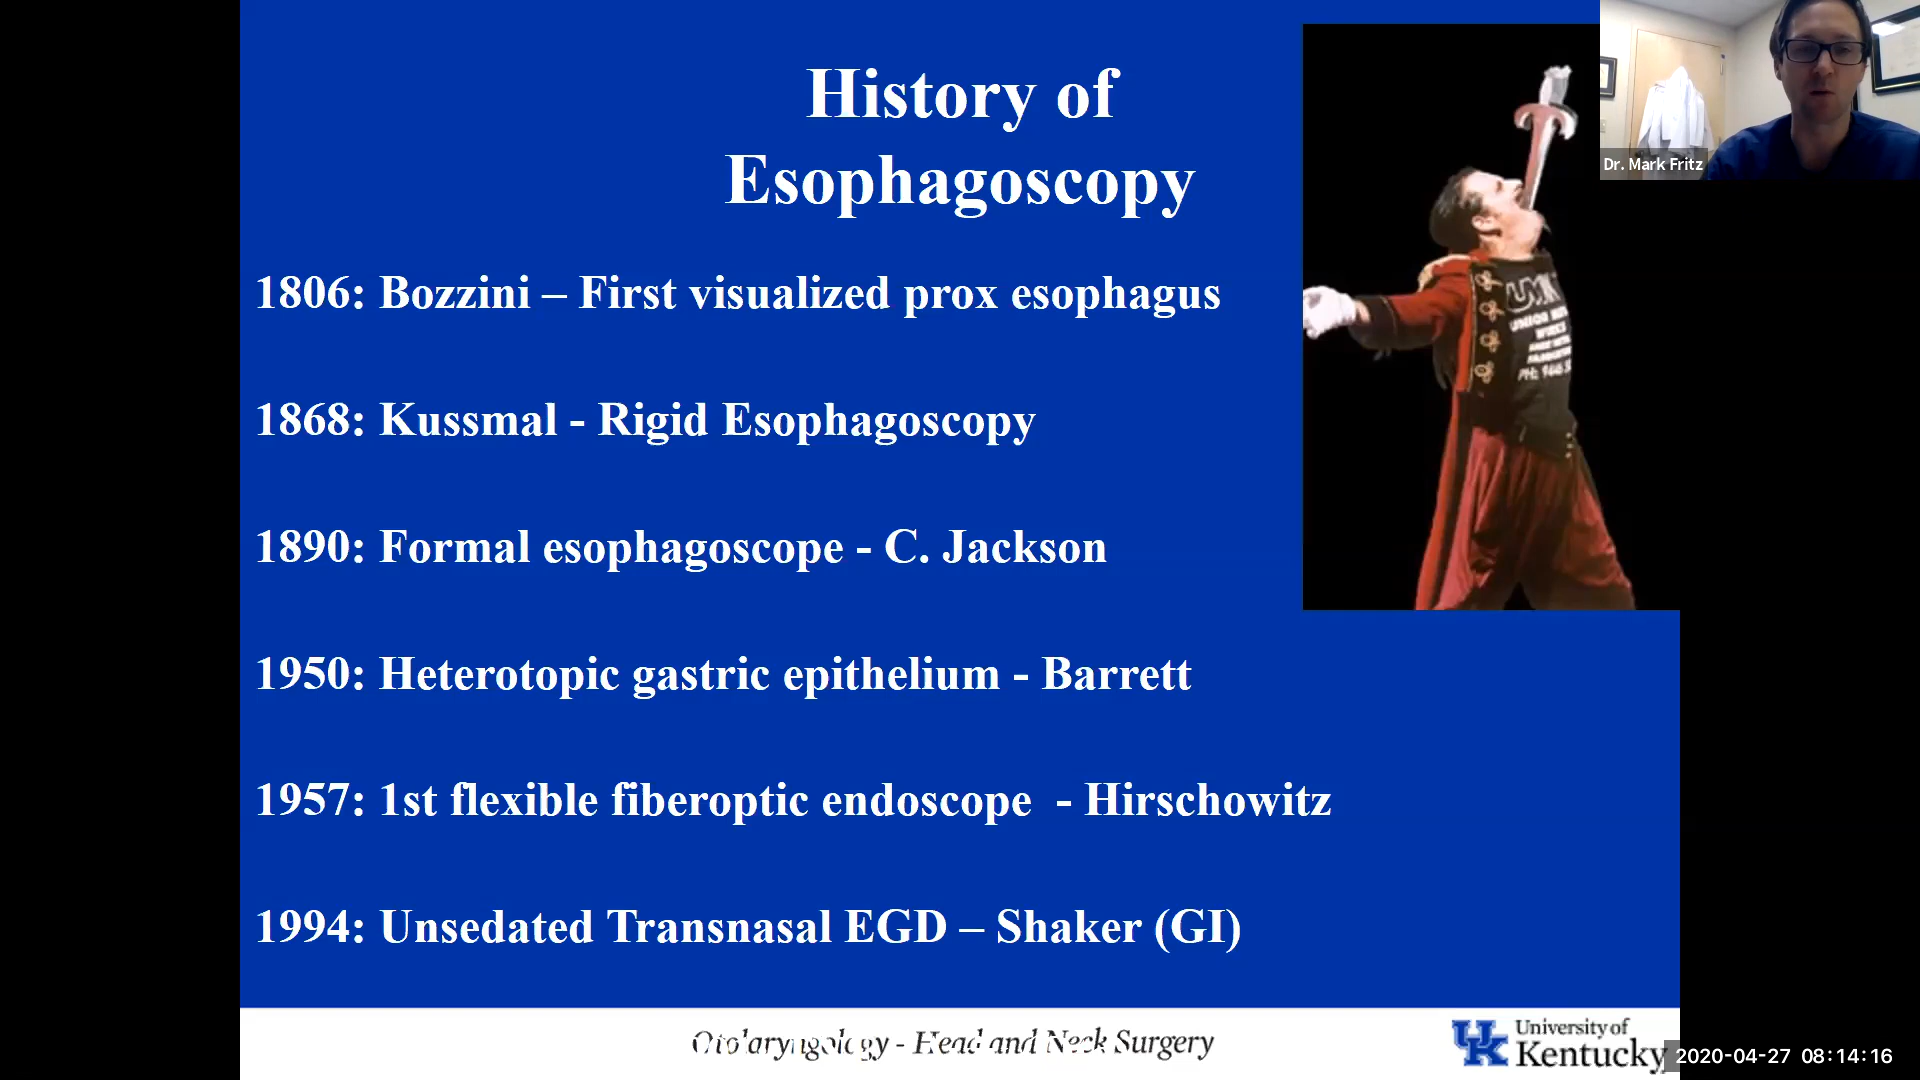 History of
Esophagoscopy
1806: Bozzini – First visualized prox esophagus
1868: Kussmal - Rigid Esophagoscopy
1890: Formal esophagoscope - C. Jackson
1950: Heterotopic gastric epithelium - Barrett
1957: 1st flexible fiberoptic endoscope - Hirschowitz
1994: Unsedated Transnasal EGD – Shaker (GI)
Dr. Mark Fritz
Otolaryngology - Head and Neck Surgery
UK
University of
Kentucky
2020-04-27 08:14:16